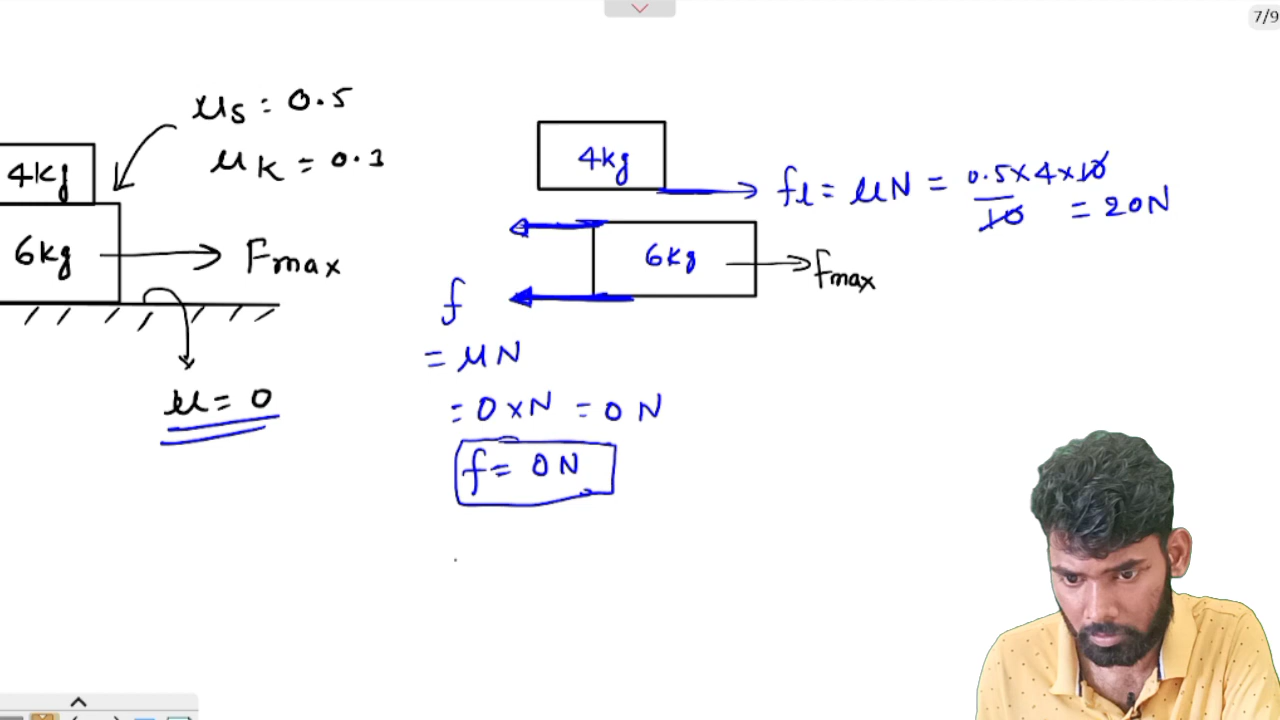 7/9
μs = 0.5
μk = 0.3
4kg
6kg
Fmax
μ = 0
4kg
fl = μN = 0.5×4×10/10 = 20N
6kg
fmax
f
= μN
= 0×N = 0 N
f = 0N